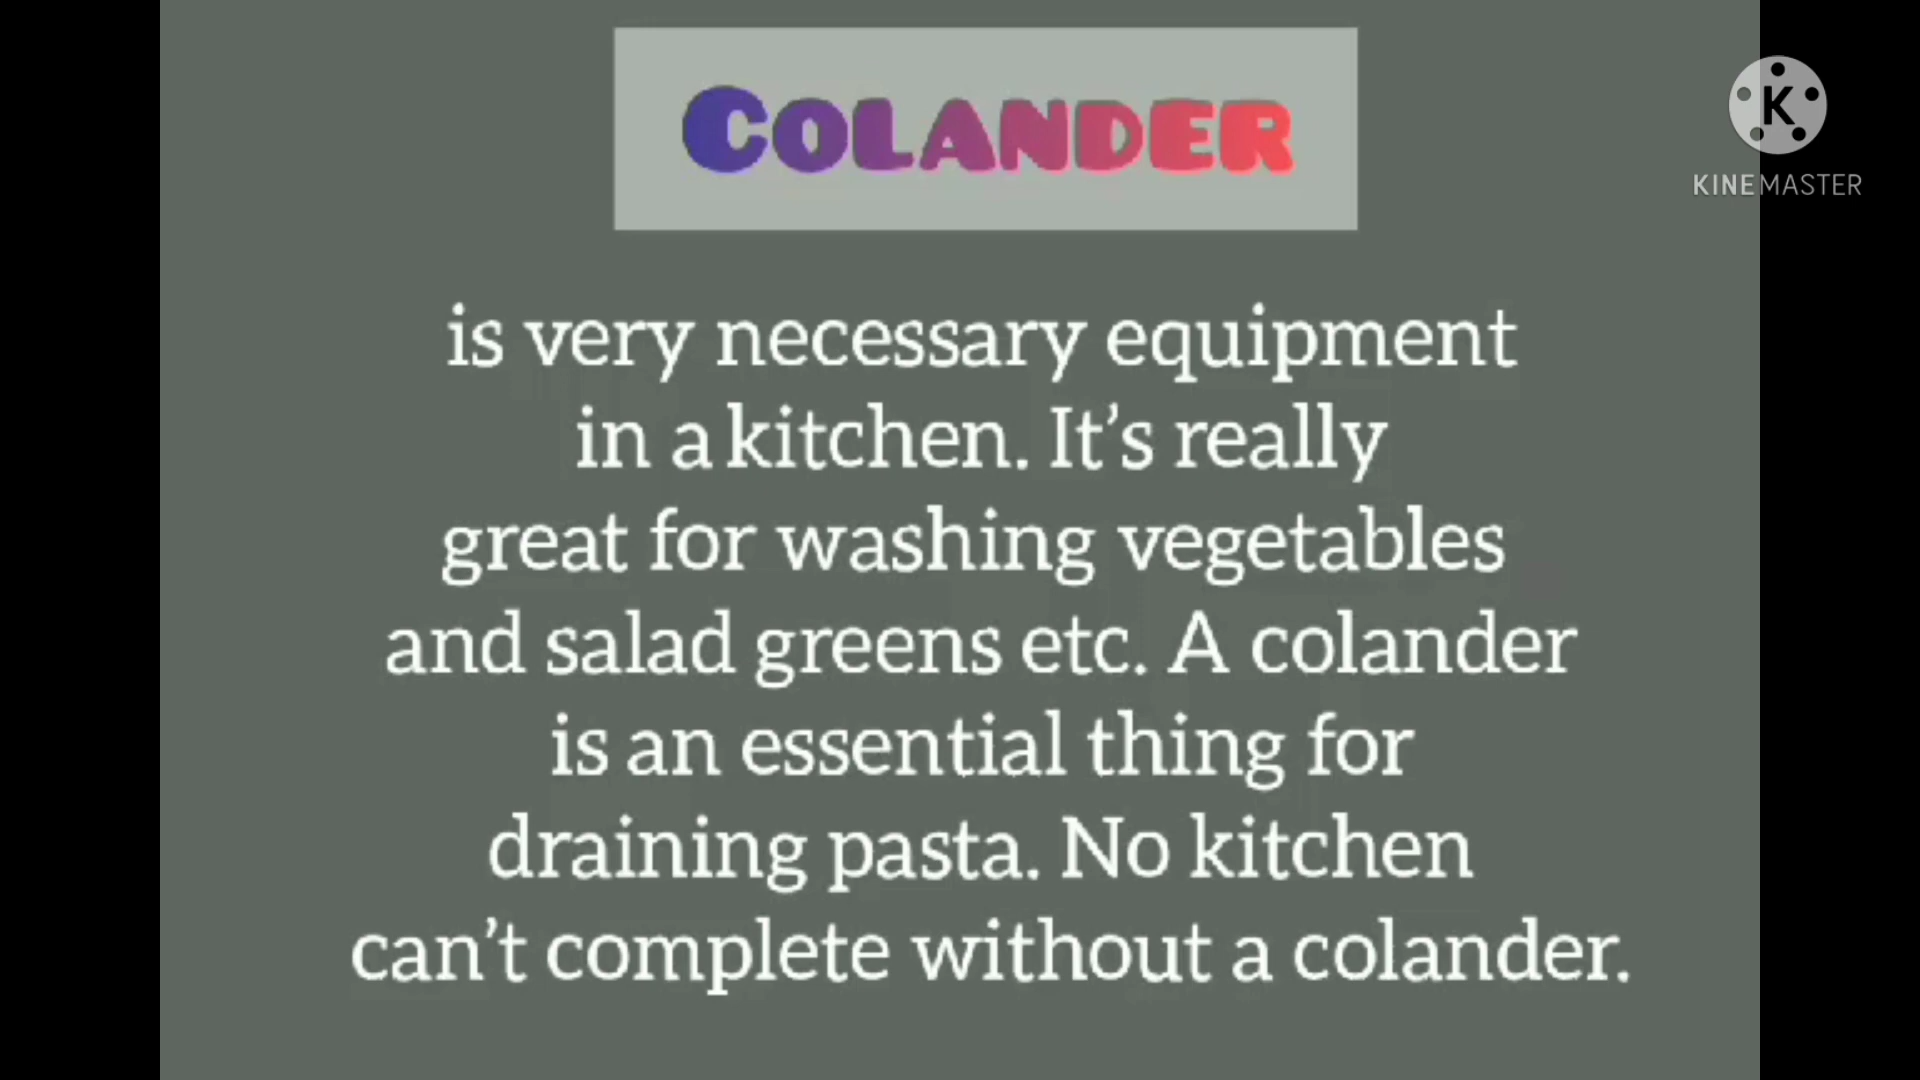 COLANDER
K
KINEMASTER
is very necessary equipment
in a kitchen. It's really
great for washing vegetables
and salad greens etc. A colander
is an essential thing for
draining pasta. No kitchen
can't complete without a colander.